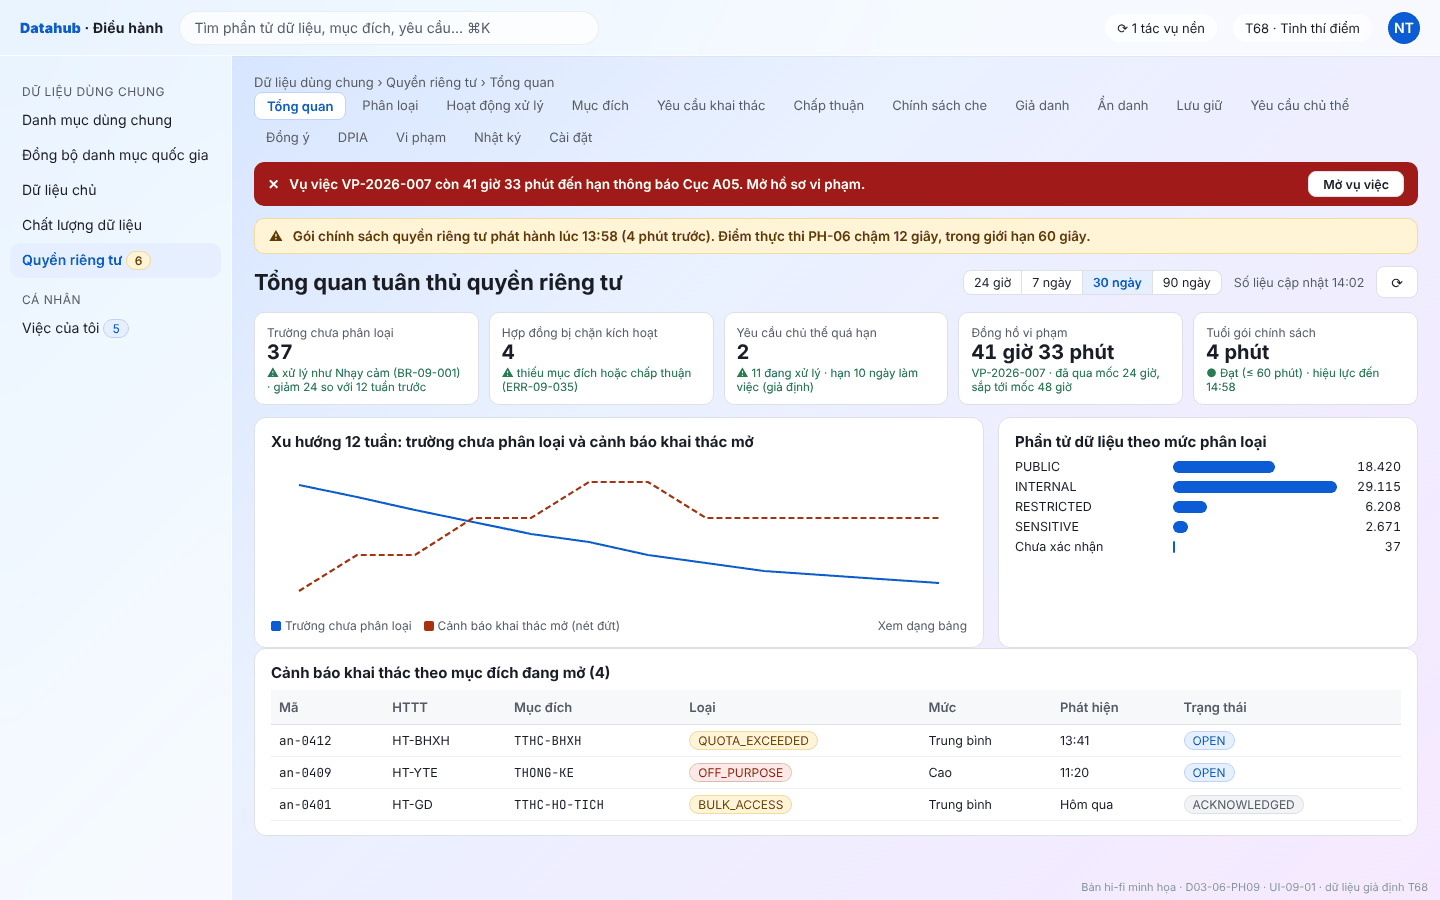 Datahub · Điều hành
Tìm phần tử dữ liệu, mục đích, yêu cầu... ⌘K
⟳ 1 tác vụ nền
T68 · Tỉnh thí điểm
NT
DỮ LIỆU DÙNG CHUNG
Danh mục dùng chung
Đồng bộ danh mục quốc gia
Dữ liệu chủ
Chất lượng dữ liệu
Quyền riêng tư 6
CÁ NHÂN
Việc của tôi 5
Dữ liệu dùng chung › Quyền riêng tư › Tổng quan
Tổng quan Phân loại Hoạt động xử lý Mục đích Yêu cầu khai thác Chấp thuận Chính sách che Giả danh Ẩn danh Lưu giữ Yêu cầu chủ thể
Đồng ý DPIA Vi phạm Nhật ký Cài đặt
✕ Vụ việc VP-2026-007 còn 41 giờ 33 phút đến hạn thông báo Cục A05. Mở hồ sơ vi phạm.
Mở vụ việc
⚠ Gói chính sách quyền riêng tư phát hành lúc 13:58 (4 phút trước). Điểm thực thi PH-06 chậm 12 giây, trong giới hạn 60 giây.
Tổng quan tuân thủ quyền riêng tư
24 giờ 7 ngày 30 ngày 90 ngày
Số liệu cập nhật 14:02
⟳
Trường chưa phân loại
37
⚠ xử lý như Nhạy cảm (BR-09-001)
· giảm 24 so với 12 tuần trước
Hợp đồng bị chặn kích hoạt
4
⚠ thiếu mục đích hoặc chấp thuận
(ERR-09-035)
Yêu cầu chủ thể quá hạn
2
⚠ 11 đang xử lý · hạn 10 ngày làm
việc (giả định)
Đồng hồ vi phạm
41 giờ 33 phút
VP-2026-007 · đã qua mốc 24 giờ,
sắp tới mốc 48 giờ
Tuổi gói chính sách
4 phút
● Đạt (≤ 60 phút) · hiệu lực đến
14:58
Xu hướng 12 tuần: trường chưa phân loại và cảnh báo khai thác mở
Trường chưa phân loại
Cảnh báo khai thác mở (nét đứt)
Xem dạng bảng
Phần tử dữ liệu theo mức phân loại
PUBLIC 18.420
INTERNAL 29.115
RESTRICTED 6.208
SENSITIVE 2.671
Chưa xác nhận 37
Cảnh báo khai thác theo mục đích đang mở (4)
Mã HTTT Mục đích Loại Mức Phát hiện Trạng thái
an-0412 HT-BHXH TTHC-BHXH QUOTA_EXCEEDED Trung bình 13:41 OPEN
an-0409 HT-YTE THONG-KE OFF_PURPOSE Cao 11:20 OPEN
an-0401 HT-GD TTHC-HO-TICH BULK_ACCESS Trung bình Hôm qua ACKNOWLEDGED
Bản hi-fi minh họa · D03-06-PH09 · UI-09-01 · dữ liệu giả định T68